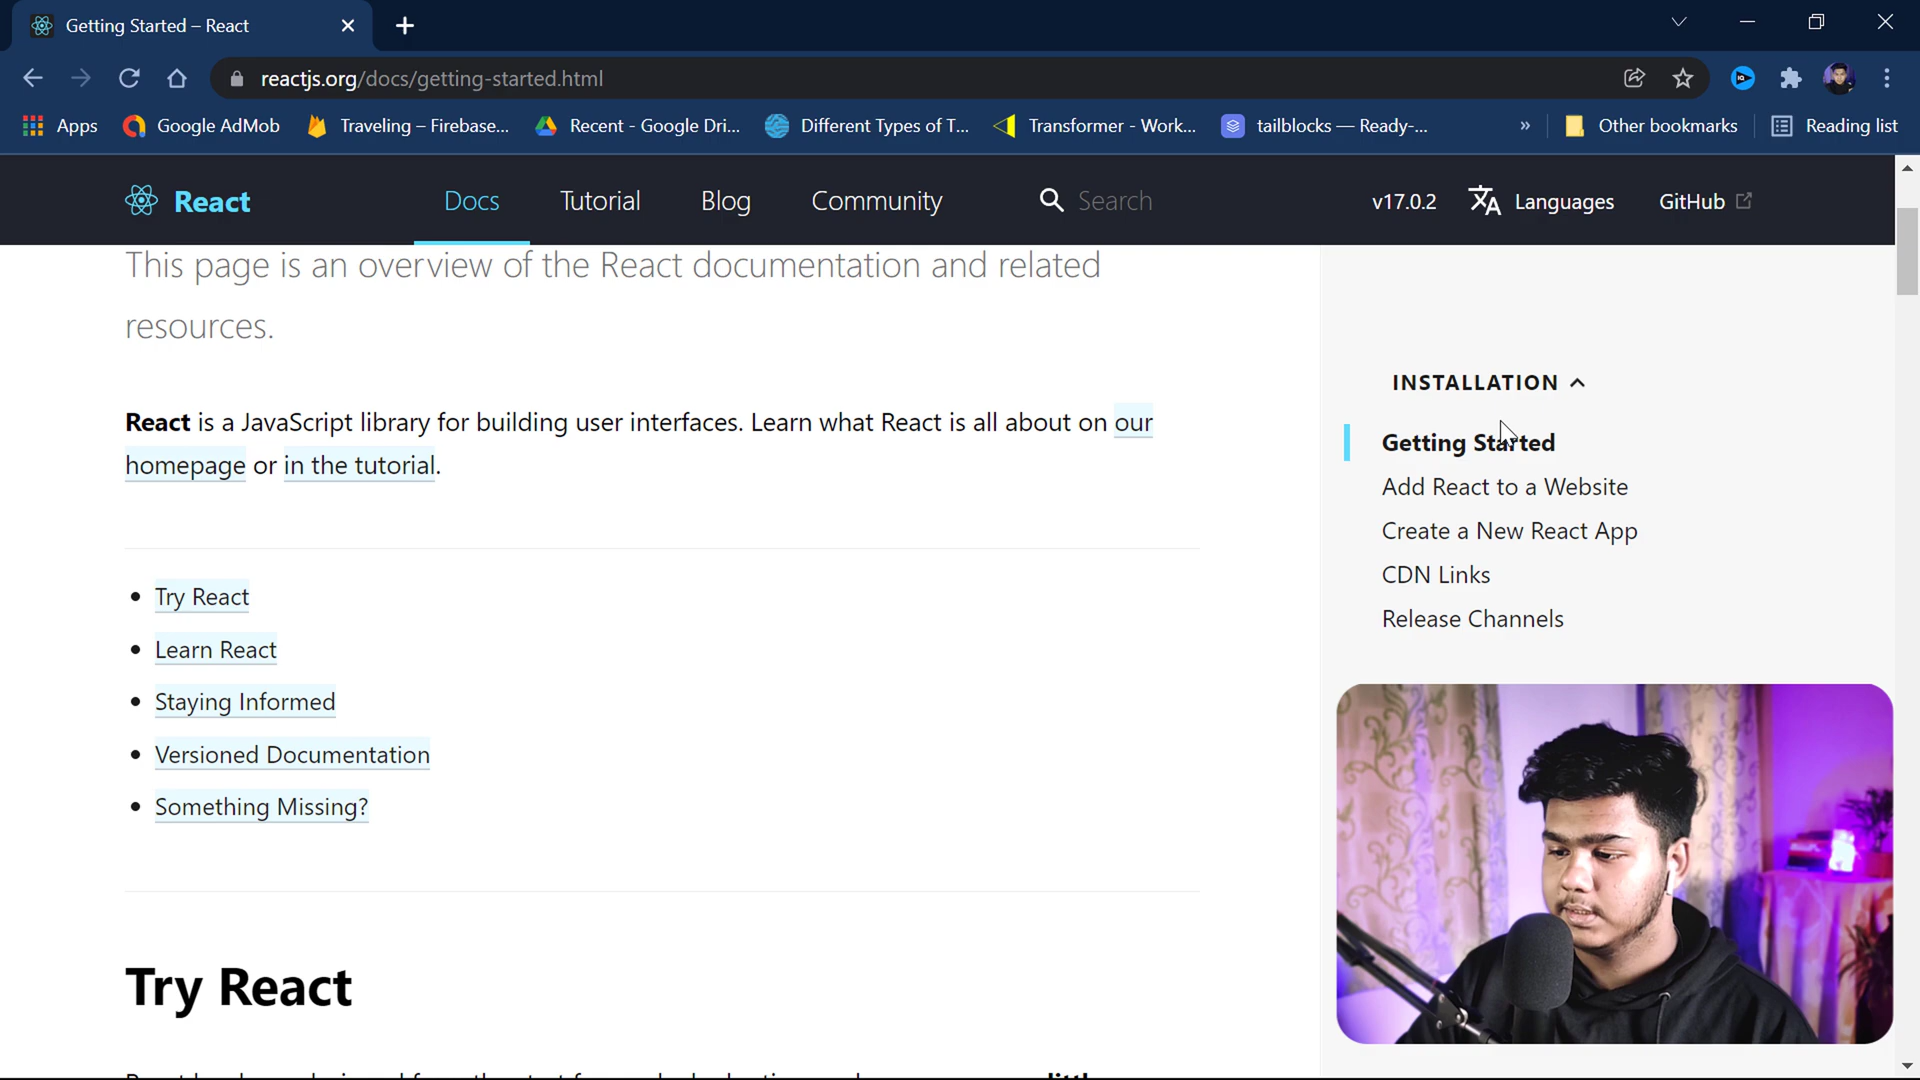 Getting Started – React
reactjs.org/docs/getting-started.html
Apps
Google AdMob
Traveling – Firebase...
Recent - Google Dri...
Different Types of T...
Transformer - Work...
tailblocks — Ready-...
»
Other bookmarks
Reading list
React
Docs
Tutorial
Blog
Community
Search
v17.0.2
Languages
GitHub
This page is an overview of the React documentation and related
resources.
React is a JavaScript library for building user interfaces. Learn what React is all about on our
homepage or in the tutorial.
• Try React
• Learn React
• Staying Informed
• Versioned Documentation
• Something Missing?
Try React
INSTALLATION
Getting Started
Add React to a Website
Create a New React App
CDN Links
Release Channels